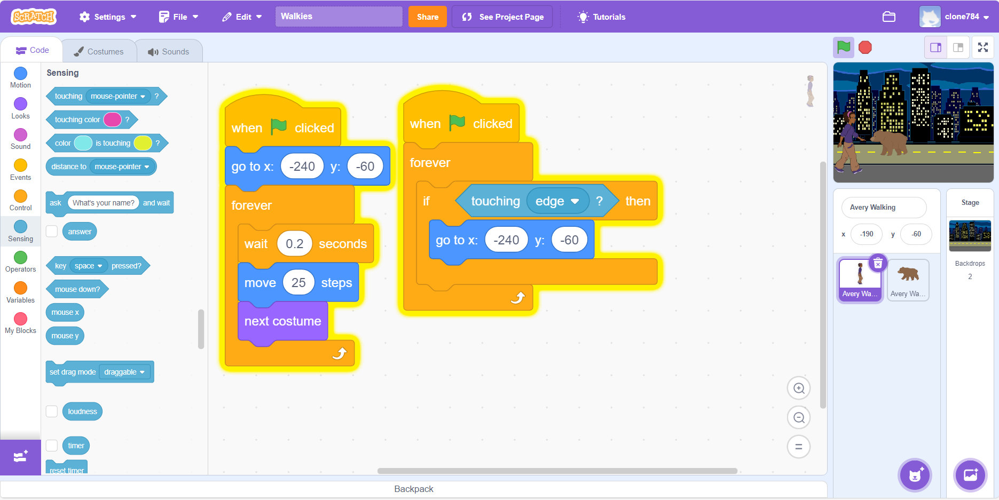 SCRATCH
Settings
File
Edit
Walkies
Share
See Project Page
Tutorials
clone784
Code
Costumes
Sounds
Motion
Looks
Sound
Events
Control
Sensing
Operators
Variables
My Blocks
Sensing
touching mouse-pointer ?
touching color ?
color is touching ?
distance to mouse-pointer
ask What's your name? and wait
answer
key space pressed?
mouse down?
mouse x
mouse y
set drag mode draggable
loudness
timer
reset timer
when clicked
go to x: -240 y: -60
forever
wait 0.2 seconds
move 25 steps
next costume
when clicked
forever
if touching edge ? then
go to x: -240 y: -60
Avery Walking
x -190 y -60
Avery Wa...
Avery Wa...
Stage
Backdrops
2
Backpack